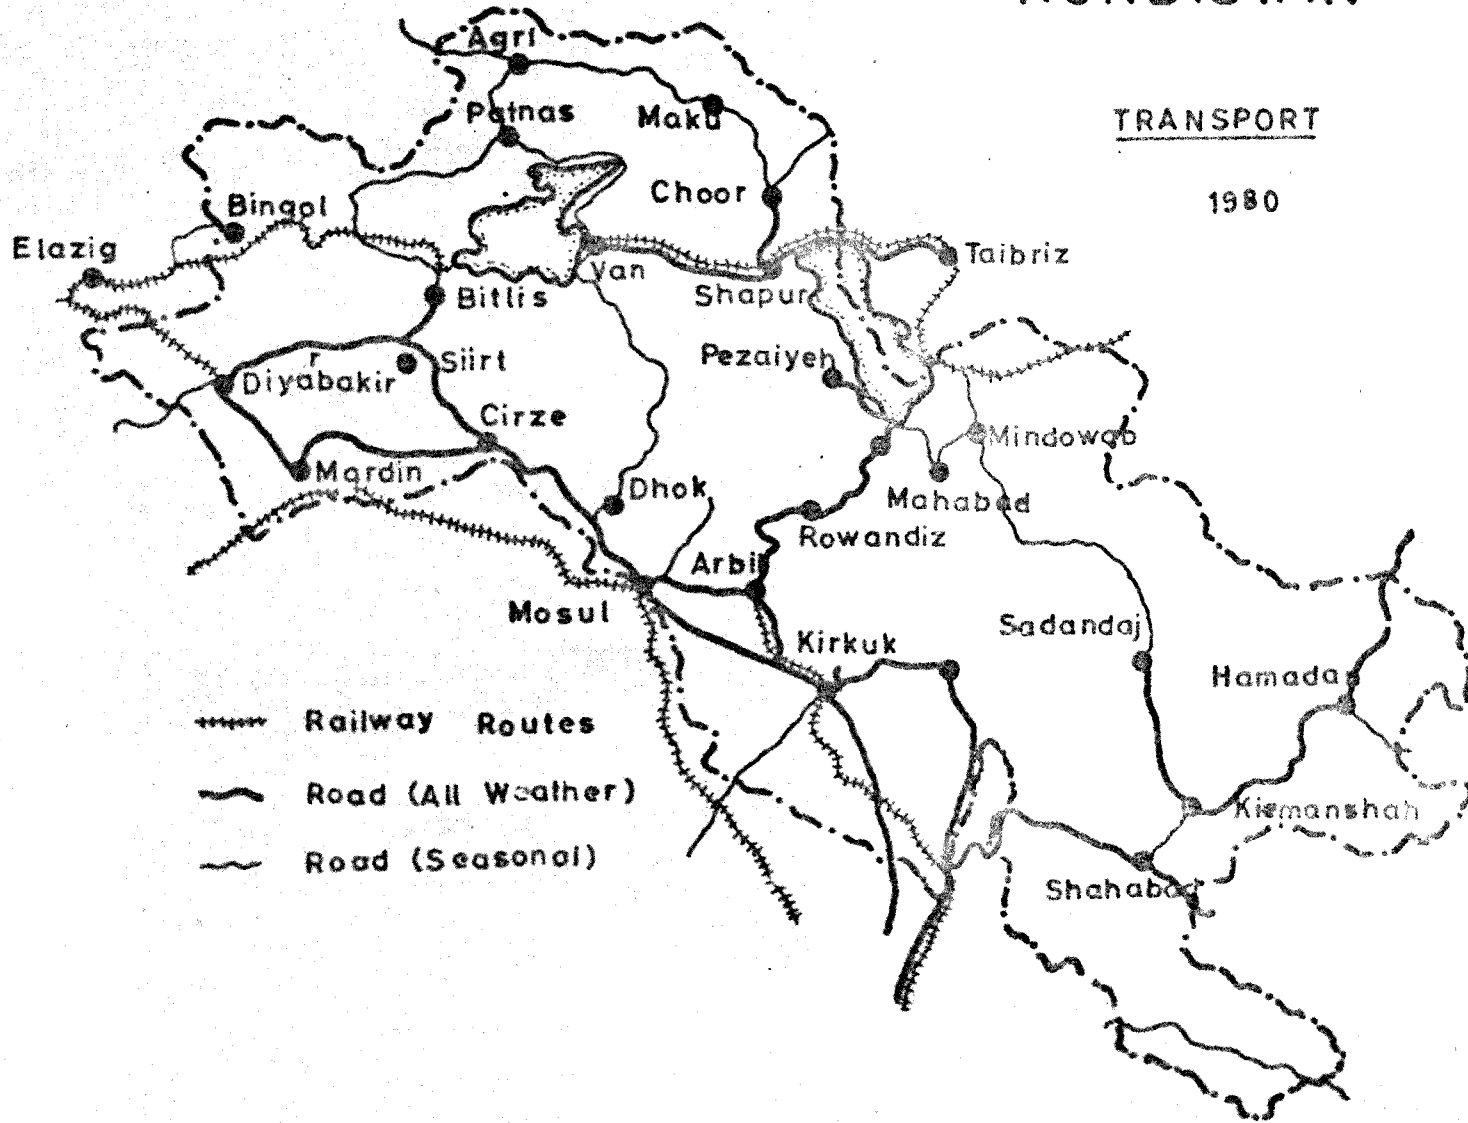 TRANSPORT
1980
Agri
Patnas
Maku
Choor
Bingol
Elazig
Van
Taibriz
Bitlis
Shapur
Siirt
Pezaiyeh
r
Diyabakir
Cirze
Mindowab
Mardin
Dhok
Mahabad
Rowandiz
Arbil
Mosul
Kirkuk
Sadandaj
Hamadan
Railway Routes
Road (All Weather)
Kiemanshah
Road (Seasonal)
Shahabad